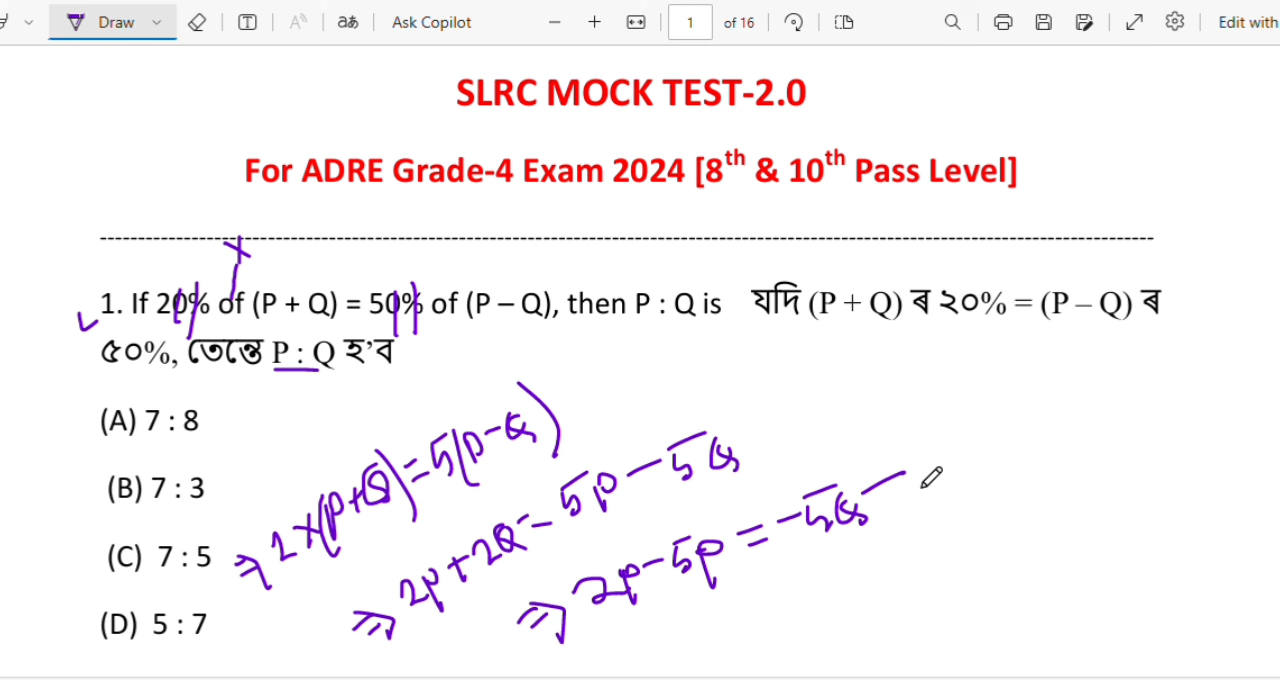 Draw
aあ
Ask Copilot
1 of 16
Edit with
SLRC MOCK TEST-2.0
For ADRE Grade-4 Exam 2024 [8th & 10th Pass Level]
1. If 20% of (P + Q) = 50% of (P – Q), then P : Q is যদি (P + Q) ৰ ২০% = (P – Q) ৰ
৫০%, তেন্তে P : Q হ’ব
(A) 7 : 8
(B) 7 : 3
(C) 7 : 5
(D) 5 : 7
⇒ 2×(P+Q)=5(P-Q)
⇒ 2P+2Q=5P-5Q
⇒ 2P-5P=-5Q-